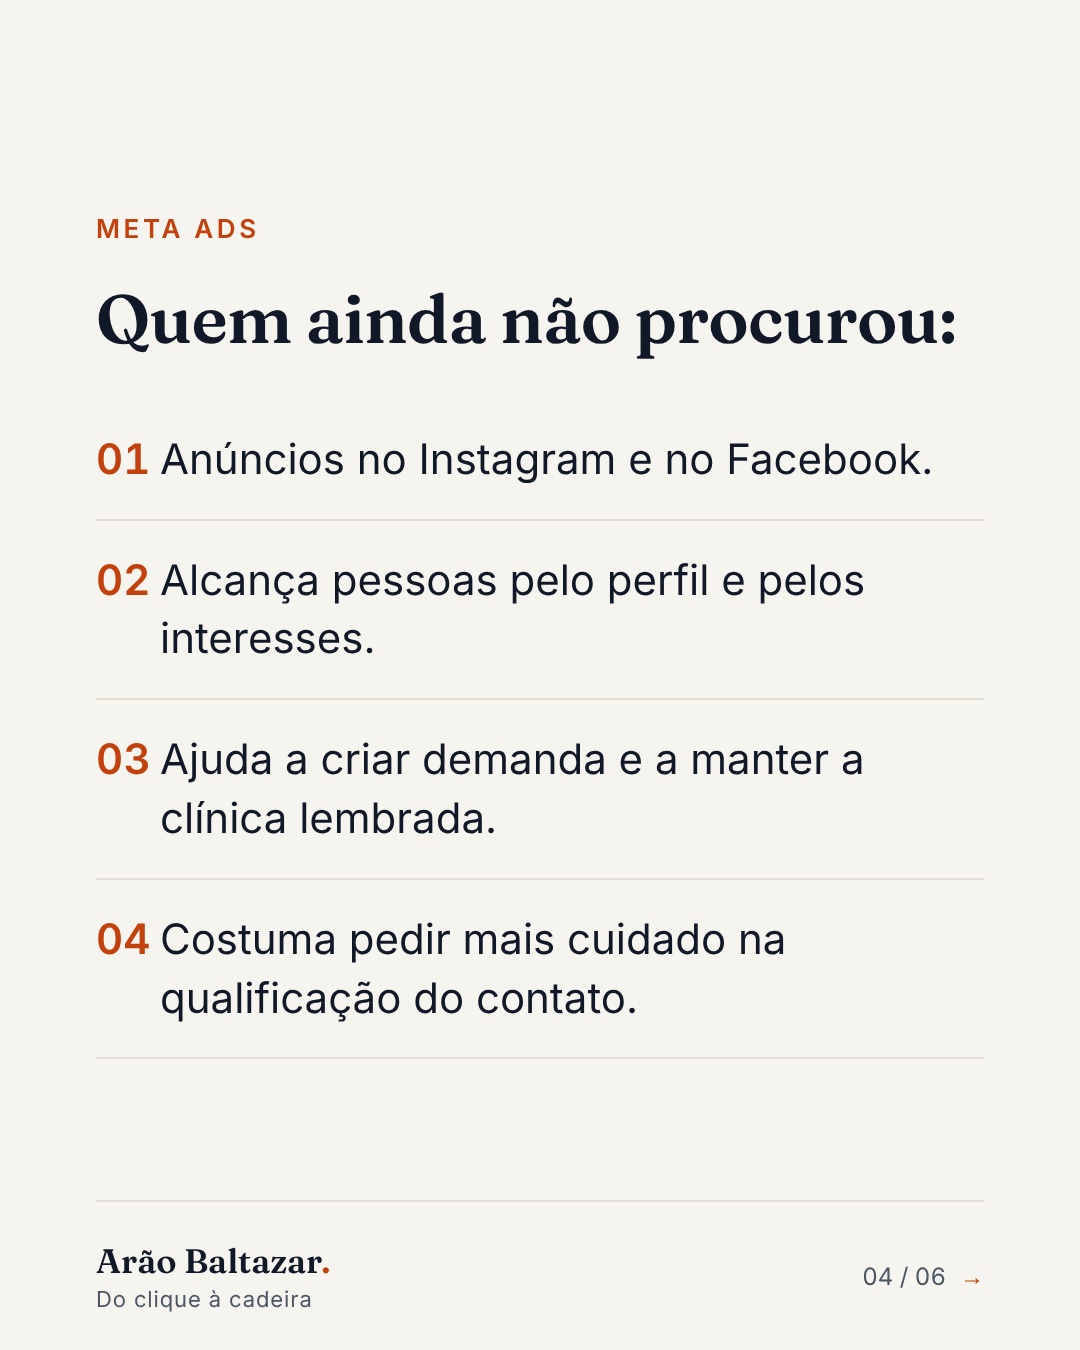 META ADS
Quem ainda não procurou:
01 Anúncios no Instagram e no Facebook.
02 Alcança pessoas pelo perfil e pelos
interesses.
03 Ajuda a criar demanda e a manter a
clínica lembrada.
04 Costuma pedir mais cuidado na
qualificação do contato.
Arão Baltazar.
Do clique à cadeira
04 / 06 →